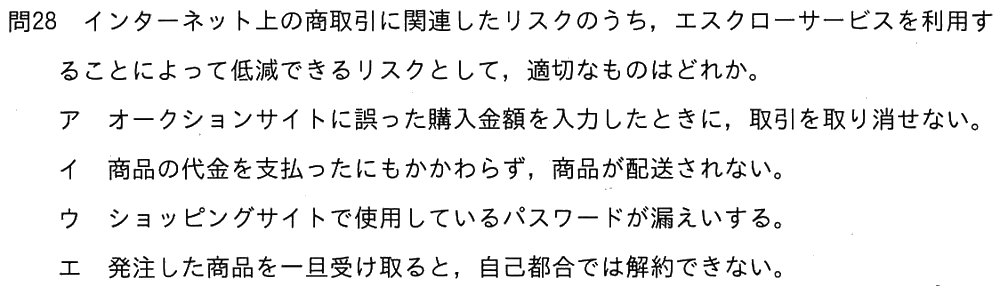 問28　インターネット上の商取引に関連したリスクのうち，エスクローサービスを利用す
ることによって低減できるリスクとして，適切なものはどれか。
ア　オークションサイトに誤った購入金額を入力したときに，取引を取り消せない。
イ　商品の代金を支払ったにもかかわらず，商品が配送されない。
ウ　ショッピングサイトで使用しているパスワードが漏えいする。
エ　発注した商品を一旦受け取ると，自己都合では解約できない。